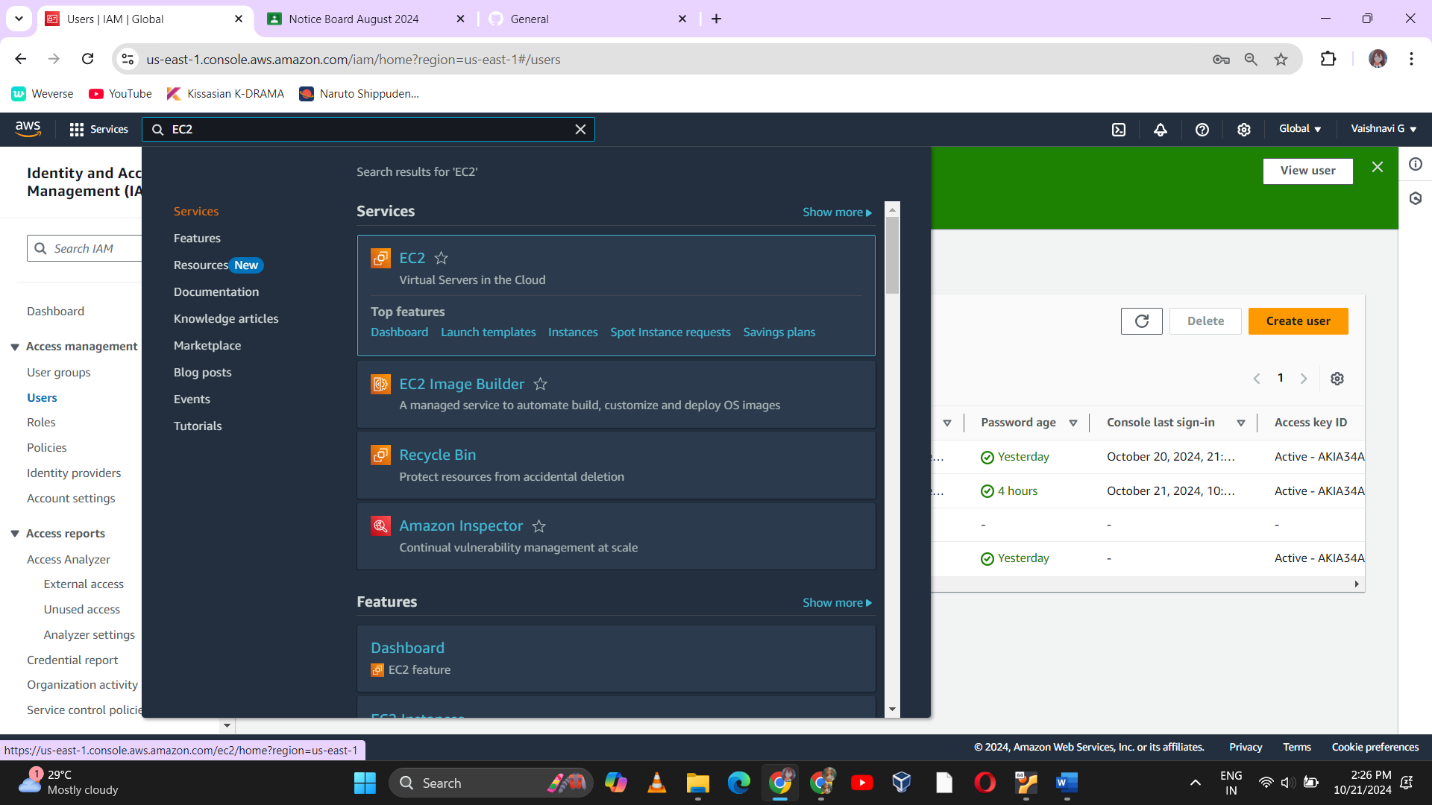 Users | IAM | Global
Notice Board August 2024
General
us-east-1.console.aws.amazon.com/iam/home?region=us-east-1#/users
Weverse
YouTube
Kissasian K-DRAMA
Naruto Shippuden...
aws
Services
EC2
Global
Vaishnavi G
Identity and Acc
Management (IA
Search IAM
Dashboard
Access management
User groups
Users
Roles
Policies
Identity providers
Account settings
Access reports
Access Analyzer
External access
Unused access
Analyzer settings
Credential report
Organization activity
Service control policie
Search results for 'EC2'
Services
Features
Resources New
Documentation
Knowledge articles
Marketplace
Blog posts
Events
Tutorials
Services
Show more
EC2
Virtual Servers in the Cloud
Top features
Dashboard Launch templates Instances Spot Instance requests Savings plans
EC2 Image Builder
A managed service to automate build, customize and deploy OS images
Recycle Bin
Protect resources from accidental deletion
Amazon Inspector
Continual vulnerability management at scale
Features
Show more
Dashboard
EC2 feature
EC2 Instances
View user
Delete
Create user
1
Password age Console last sign-in Access key ID
e... Yesterday October 20, 2024, 21:... Active - AKIA34A
e... 4 hours October 21, 2024, 10:... Active - AKIA34A
- - -
Yesterday - Active - AKIA34A
https://us-east-1.console.aws.amazon.com/ec2/home?region=us-east-1
© 2024, Amazon Web Services, Inc. or its affiliates. Privacy Terms Cookie preferences
1
29°C
Mostly cloudy
Search
ENG
IN
2:26 PM
10/21/2024